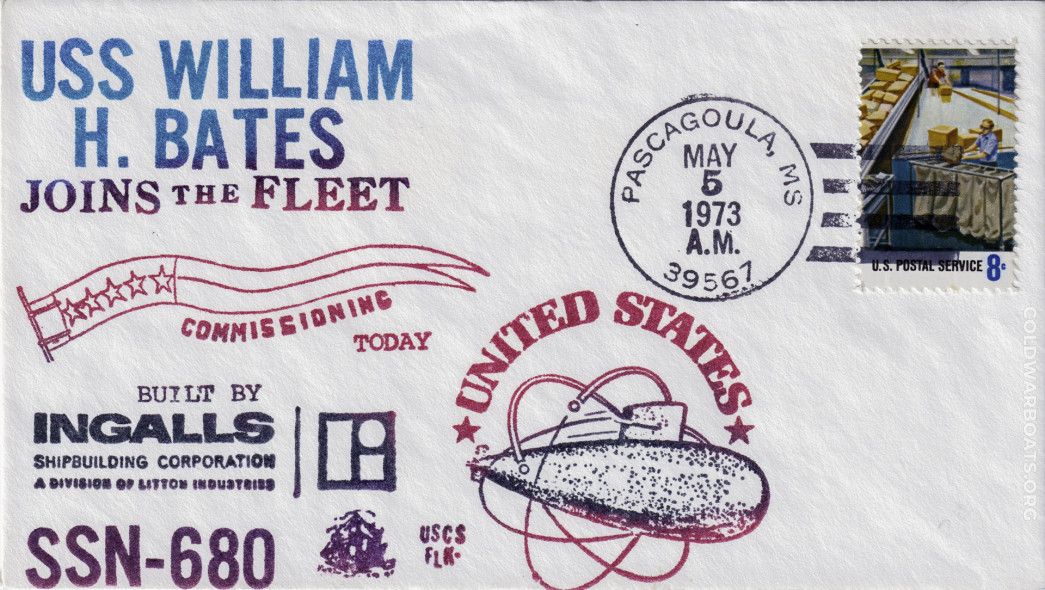 USS WILLIAM
H. BATES
JOINS THE FLEET
COMMISSIONING
TODAY
BUILT BY
INGALLS
SHIPBUILDING CORPORATION
A DIVISION OF LITTON INDUSTRIES
SSN-680
USCS
FLK.
UNITED STATES
PASCAGOULA, MS
MAY
5
1973
A.M.
39567
U.S. POSTAL SERVICE 8c
COLDWARBOATS.ORG